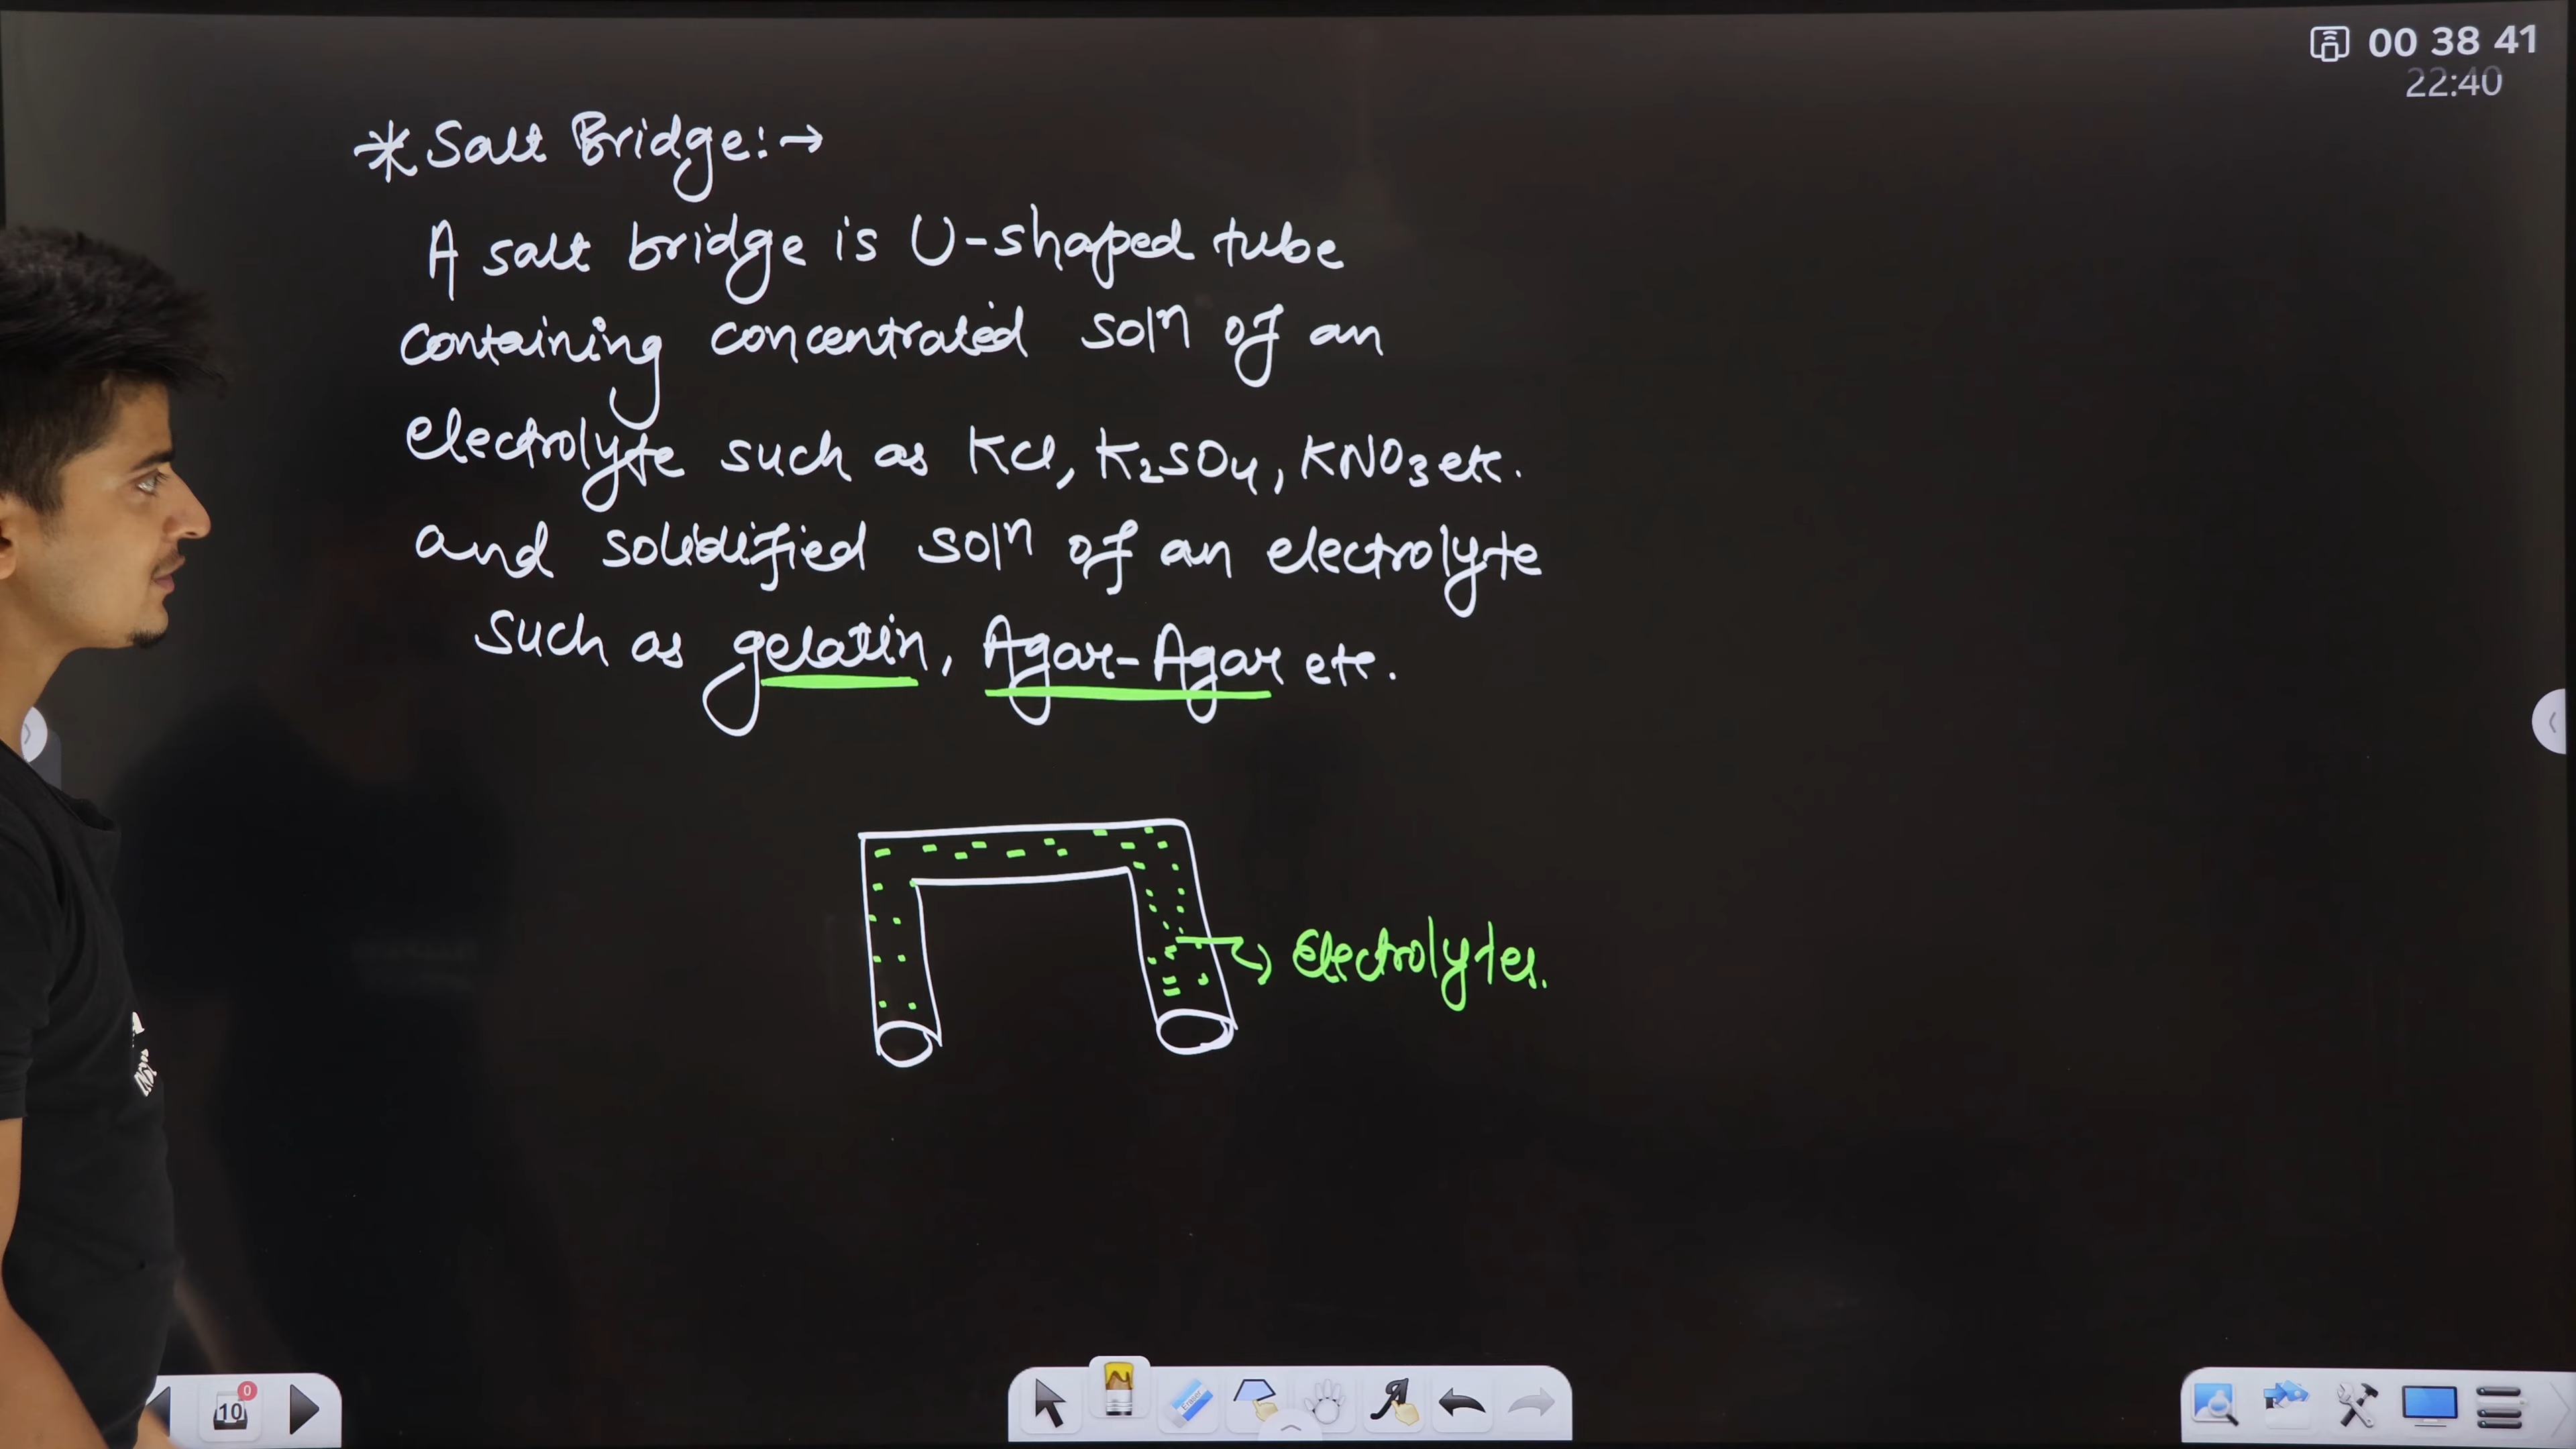 00 38 41
22:40
* Salt Bridge:→
A salt bridge is U-shaped tube
containing concentrated solⁿ of an
electrolyte such as KCl, K₂SO₄, KNO₃ etc.
and solidified solⁿ of an electrolyte
such as gelatin, Agar-Agar etc.
Electrolytes.
0
10
Eraser